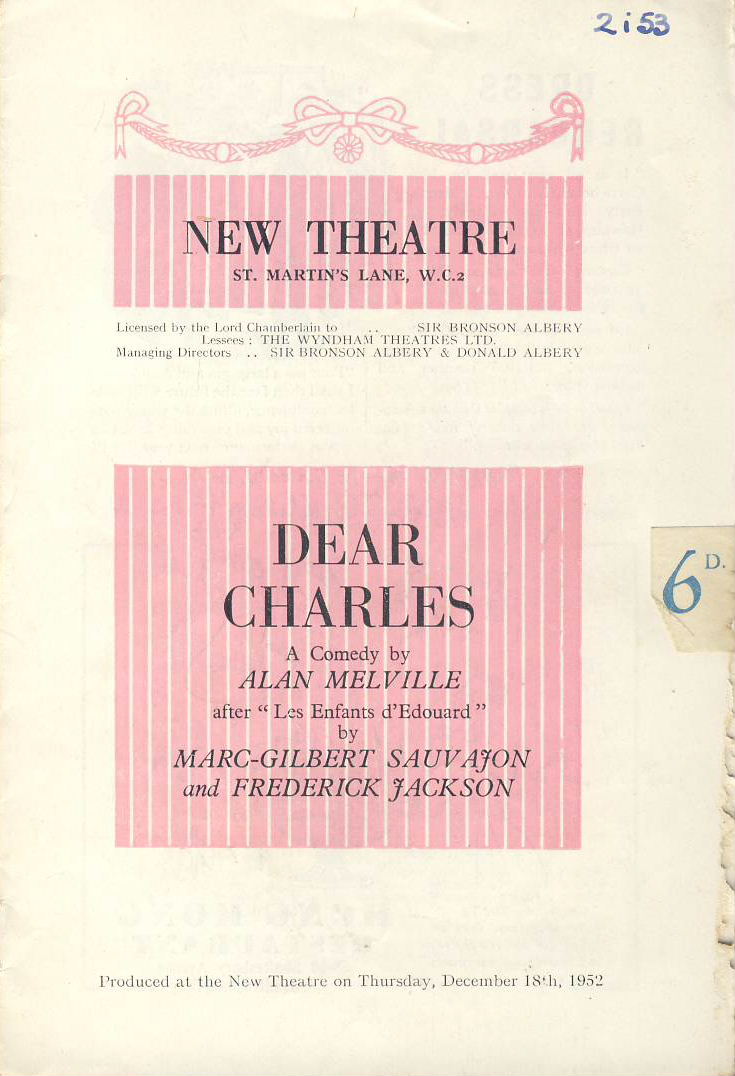 2 i 53
NEW THEATRE
ST. MARTIN'S LANE, W.C.2
Licensed by the Lord Chamberlain to .. SIR BRONSON ALBERY
Lessees : THE WYNDHAM THEATRES LTD.
Managing Directors .. SIR BRONSON ALBERY & DONALD ALBERY
DEAR
CHARLES
A Comedy by
ALAN MELVILLE
after “ Les Enfants d'Edouard ”
by
MARC-GILBERT SAUVAJON
and FREDERICK JACKSON
6D.
Produced at the New Theatre on Thursday, December 18th, 1952